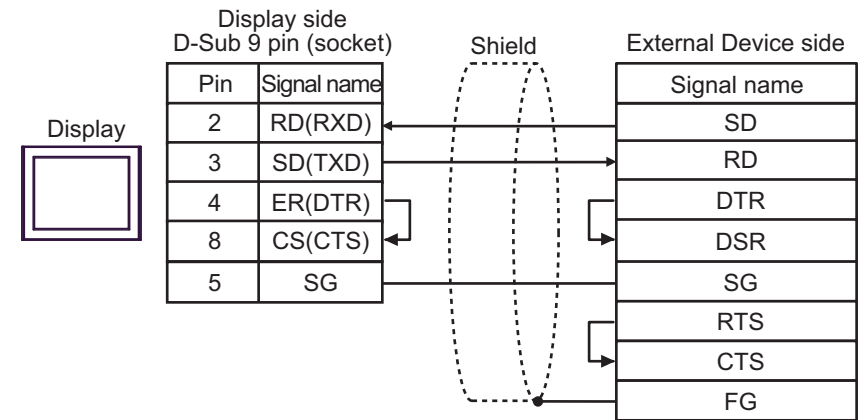 Display side
D-Sub 9 pin (socket)
Shield
External Device side
Pin Signal name
Signal name
Display
2 RD(RXD)
SD
3 SD(TXD)
RD
4 ER(DTR)
DTR
8 CS(CTS)
DSR
5 SG
SG
RTS
CTS
FG